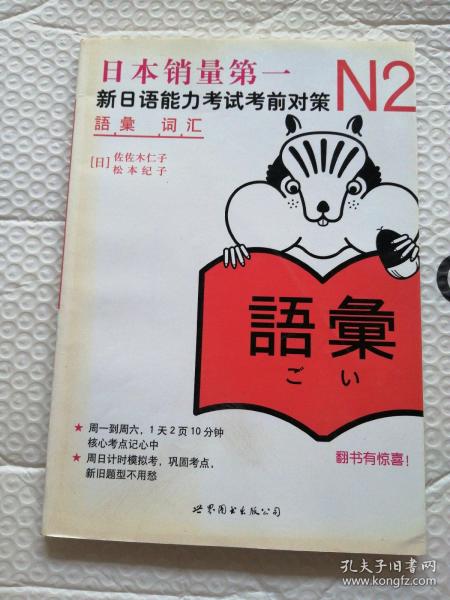 日本销量第一
N2
新日语能力考试考前对策
語彙 词汇
[日] 佐佐木仁子
松本纪子
語彙
ごい
★ 周一到周六，1天2页10分钟
核心考点记心中
★ 周日计时模拟考，巩固考点，
新旧题型不用愁
翻书有惊喜！
世界图书出版公司
孔夫子旧书网
www.kongfz.com